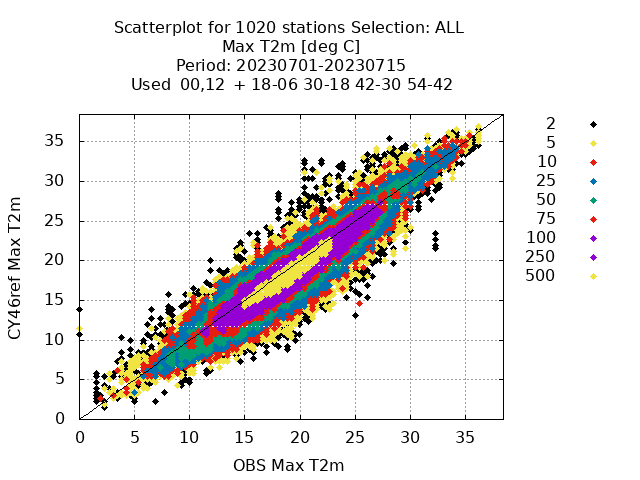 Scatterplot for 1020 stations Selection: ALL
Max T2m [deg C]
Period: 20230701-20230715
Used  00,12  + 18-06 30-18 42-30 54-42
CY46ref Max T2m
35
30
25
20
15
10
5
0
0 5 10 15 20 25 30 35
OBS Max T2m
2
5
10
25
50
75
100
250
500